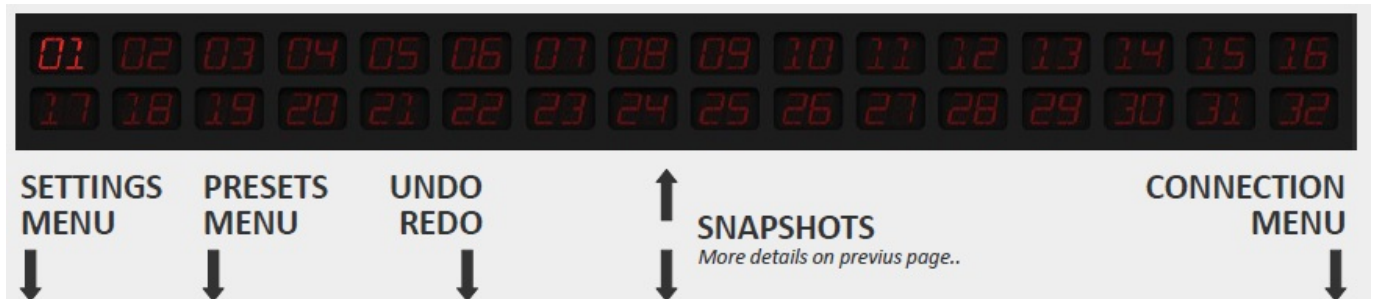 01 02 03 04 05 06 07 08 09 10 11 12 13 14 15 16
17 18 19 20 21 22 23 24 25 26 27 28 29 30 31 32
SETTINGS MENU
PRESETS MENU
UNDO REDO
SNAPSHOTS
More details on previus page..
CONNECTION MENU